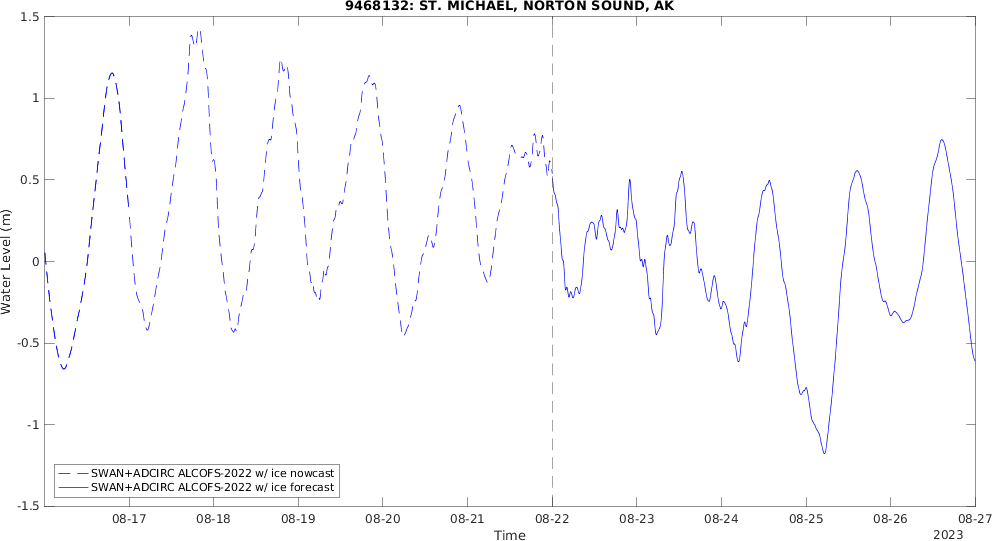 9468132: ST. MICHAEL, NORTON SOUND, AK
1.5
1
0.5
0
-0.5
-1
-1.5
Water Level (m)
SWAN+ADCIRC ALCOFS-2022 w/ ice nowcast
SWAN+ADCIRC ALCOFS-2022 w/ ice forecast
08-17 08-18 08-19 08-20 08-21 08-22 08-23 08-24 08-25 08-26 08-27
Time
2023